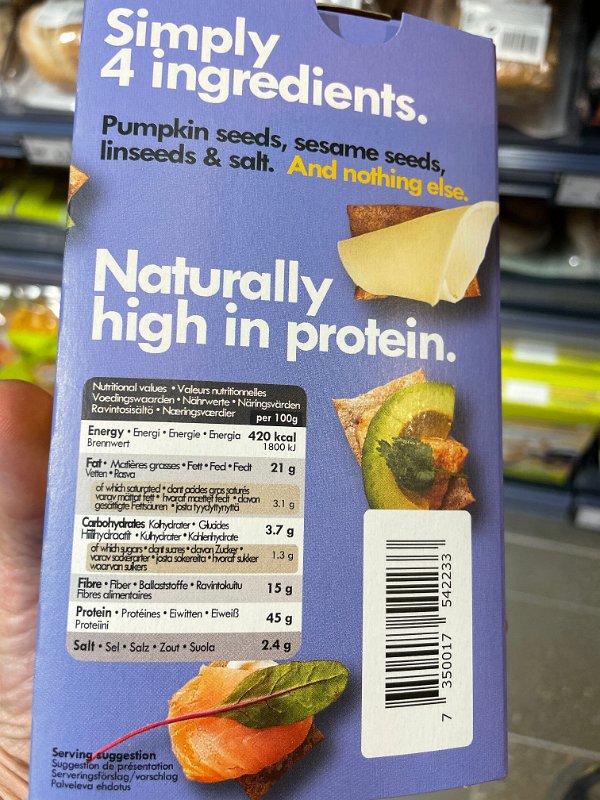 Simply
4 ingredients.
Pumpkin seeds, sesame seeds,
linseeds & salt. And nothing else.
Naturally
high in protein.
Nutritional values • Valeurs nutritionnelles
Voedingswaarden • Nährwerte • Näringsvärden
Ravintosisältö • Næringsværdier per 100g
Energy • Energi • Energie • Energia 420 kcal
Brennwert 1800 kJ
Fat • Matières grasses • Fett • Fed • Fedt 21 g
Vetten • Rasva
of which saturated • dont acides gras saturés
varav mättat fett • hvoraf mættet fedt • davon 3.1 g
gesättigte Fettsäuren • josta tyydyttynyttä
Carbohydrates Kolhydrater • Glucides 3.7 g
Kulhydrater • Kohlenhydrate
of which sugars • dont sucres • davon Zucker •
varav sockerarter • josta sokereita • hvoraf sukker 1.3 g
waarvan suikers
Fibre • Fiber • Ballaststoffe • Ravintokuitu 15 g
Fibres alimentaires
Protein • Protéines • Eiwitten • Eiweiß 45 g
Proteiini
Salt • Sel • Salz • Zout • Suola 2.4 g
7 350017 542233
Serving suggestion
Suggestion de présentation
Serveringsförslag/vorschlag
Palveleva ehdotus